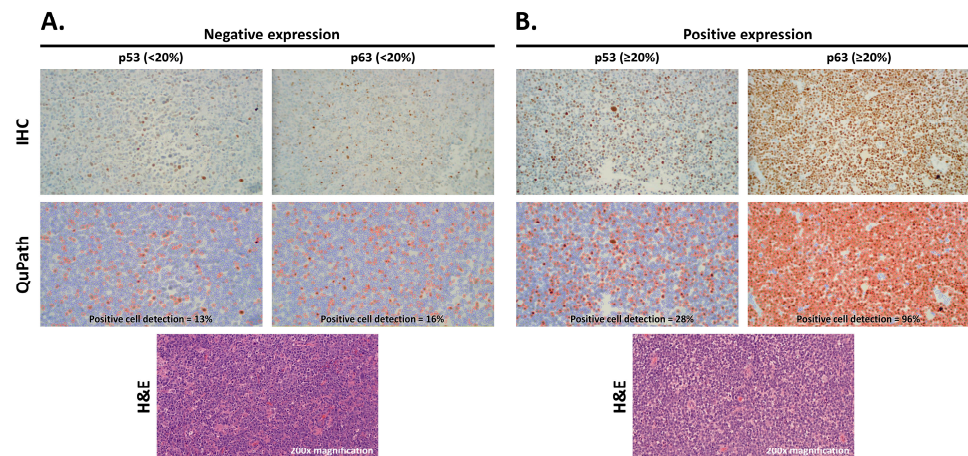 A.
Negative expression
p53 (<20%)
p63 (<20%)
IHC
QuPath
Positive cell detection = 13%
Positive cell detection = 16%
H&E
200x magnification
B.
Positive expression
p53 (≥20%)
p63 (≥20%)
Positive cell detection = 28%
Positive cell detection = 96%
H&E
200x magnification